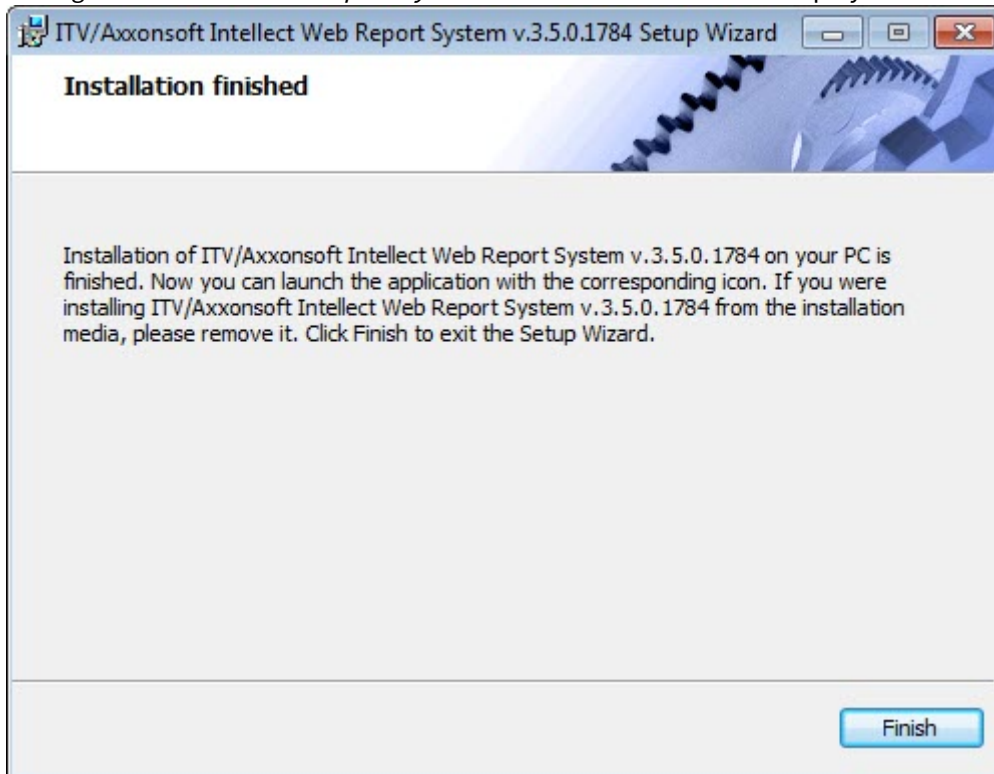 ITV/Axxonsoft Intellect Web Report System v.3.5.0.1784 Setup Wizard
Installation finished
Installation of ITV/Axxonsoft Intellect Web Report System v.3.5.0.1784 on your PC is
finished. Now you can launch the application with the corresponding icon. If you were
installing ITV/Axxonsoft Intellect Web Report System v.3.5.0.1784 from the installation
media, please remove it. Click Finish to exit the Setup Wizard.
Finish